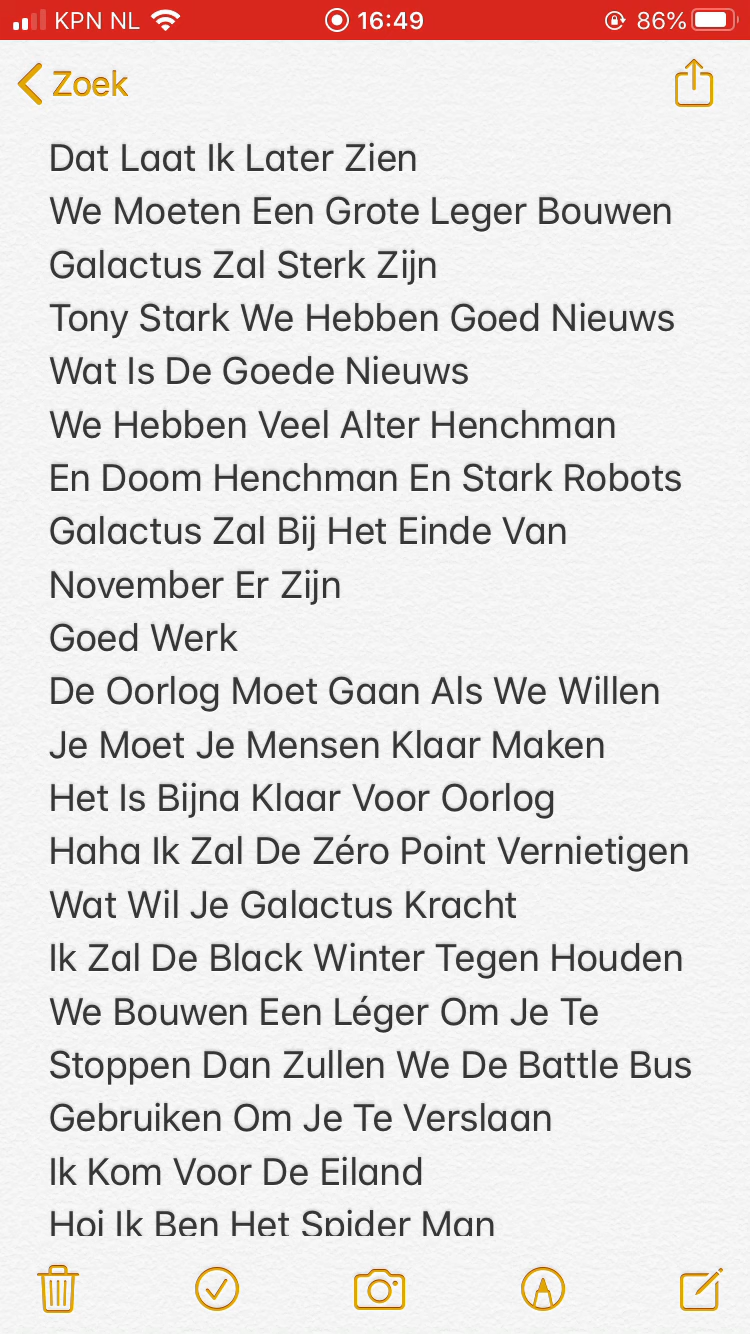 KPN NL 16:49 86%
Zoek
Dat Laat Ik Later Zien
We Moeten Een Grote Leger Bouwen
Galactus Zal Sterk Zijn
Tony Stark We Hebben Goed Nieuws
Wat Is De Goede Nieuws
We Hebben Veel Alter Henchman
En Doom Henchman En Stark Robots
Galactus Zal Bij Het Einde Van
November Er Zijn
Goed Werk
De Oorlog Moet Gaan Als We Willen
Je Moet Je Mensen Klaar Maken
Het Is Bijna Klaar Voor Oorlog
Haha Ik Zal De Zéro Point Vernietigen
Wat Wil Je Galactus Kracht
Ik Zal De Black Winter Tegen Houden
We Bouwen Een Léger Om Je Te
Stoppen Dan Zullen We De Battle Bus
Gebruiken Om Je Te Verslaan
Ik Kom Voor De Eiland
Hoi Ik Ben Het Spider Man